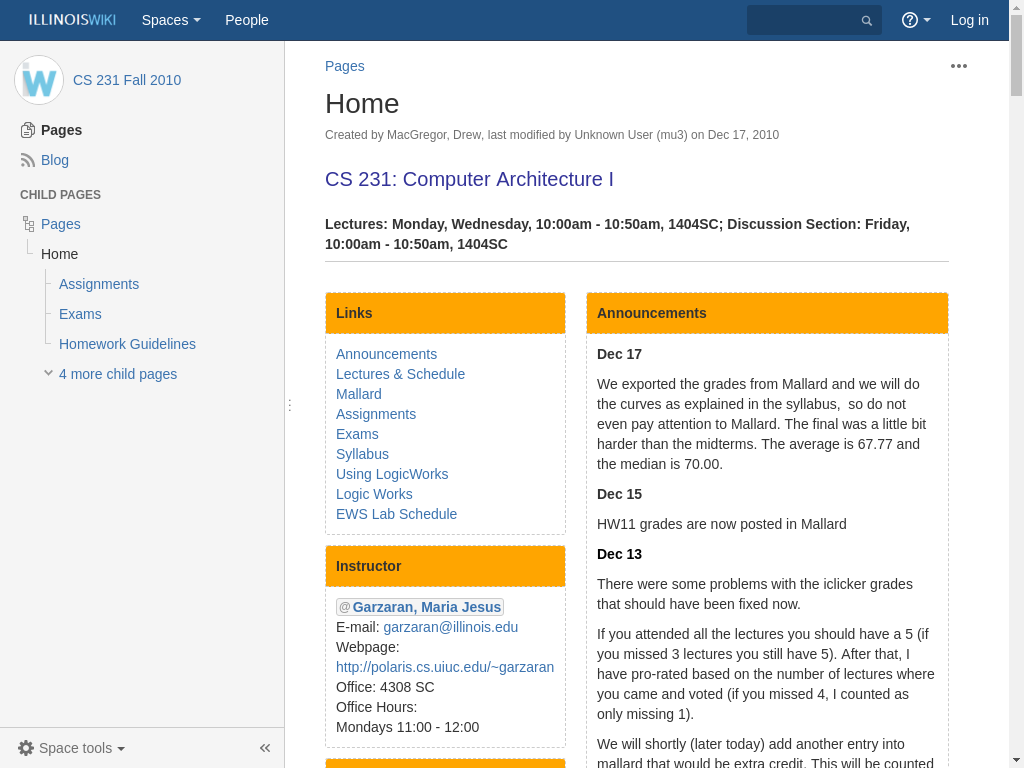 ILLINOISWIKI Spaces People Log in
CS 231 Fall 2010
Pages
Blog
CHILD PAGES
Pages
Home
Assignments
Exams
Homework Guidelines
4 more child pages
Space tools
Pages
Home
Created by MacGregor, Drew, last modified by Unknown User (mu3) on Dec 17, 2010
CS 231: Computer Architecture I
Lectures: Monday, Wednesday, 10:00am - 10:50am, 1404SC; Discussion Section: Friday,
10:00am - 10:50am, 1404SC
Links
Announcements
Lectures & Schedule
Mallard
Assignments
Exams
Syllabus
Using LogicWorks
Logic Works
EWS Lab Schedule
Instructor
@Garzaran, Maria Jesus
E-mail: garzaran@illinois.edu
Webpage:
http://polaris.cs.uiuc.edu/~garzaran
Office: 4308 SC
Office Hours:
Mondays 11:00 - 12:00
Announcements
Dec 17
We exported the grades from Mallard and we will do
the curves as explained in the syllabus,  so do not
even pay attention to Mallard. The final was a little bit
harder than the midterms. The average is 67.77 and
the median is 70.00.
Dec 15
HW11 grades are now posted in Mallard
Dec 13
There were some problems with the iclicker grades
that should have been fixed now.
If you attended all the lectures you should have a 5 (if
you missed 3 lectures you still have 5). After that, I
have pro-rated based on the number of lectures where
you came and voted (if you missed 4, I counted as
only missing 1).
We will shortly (later today) add another entry into
mallard that would be extra credit. This will be counted